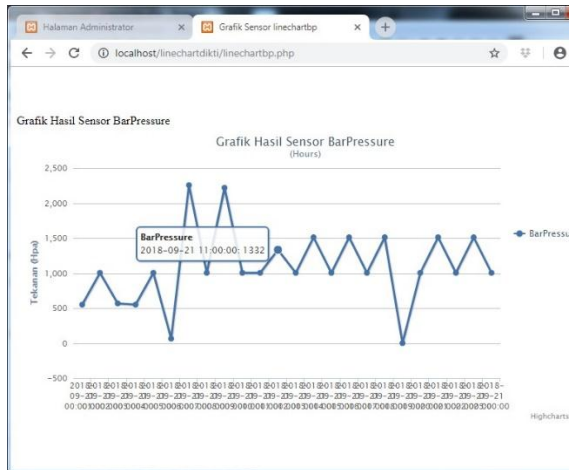 Halaman Administrator
Grafik Sensor linechartbp
localhost/linechartdikti/linechartbp.php
Grafik Hasil Sensor BarPressure
Grafik Hasil Sensor BarPressure
(Hours)
2,500
2,000
1,500
1,000
500
0
−500
Tekanan (Hpa)
BarPressure
2018-09-21 11:00:00: 1332
BarPressu
Highcharts